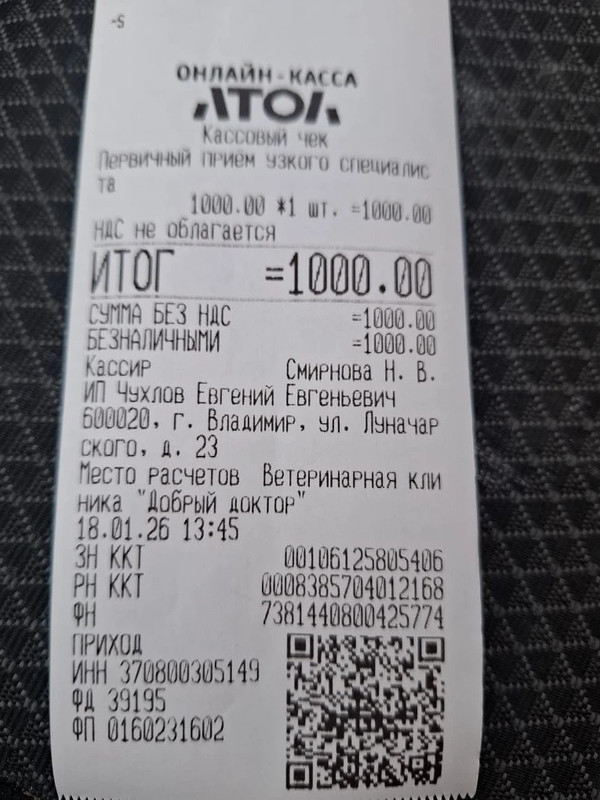 -5
ОНЛАЙН-КАССА
АТОЛ
Кассовый чек
Первичный приём узкого специалис
та
1000.00 *1 шт. =1000.00
НДС не облагается
ИТОГ =1000.00
СУММА БЕЗ НДС =1000.00
БЕЗНАЛИЧНЫМИ =1000.00
Кассир Смирнова Н. В.
ИП Чухлов Евгений Евгеньевич
600020, г. Владимир, ул. Луначар
ского, д. 23
Место расчетов Ветеринарная кли
ника "Добрый доктор"
18.01.26 13:45
ЗН ККТ 00106125805406
РН ККТ 0008385704012168
ФН 7381440800425774
ПРИХОД
ИНН 370800305149
ФД 39195
ФП 0160231602